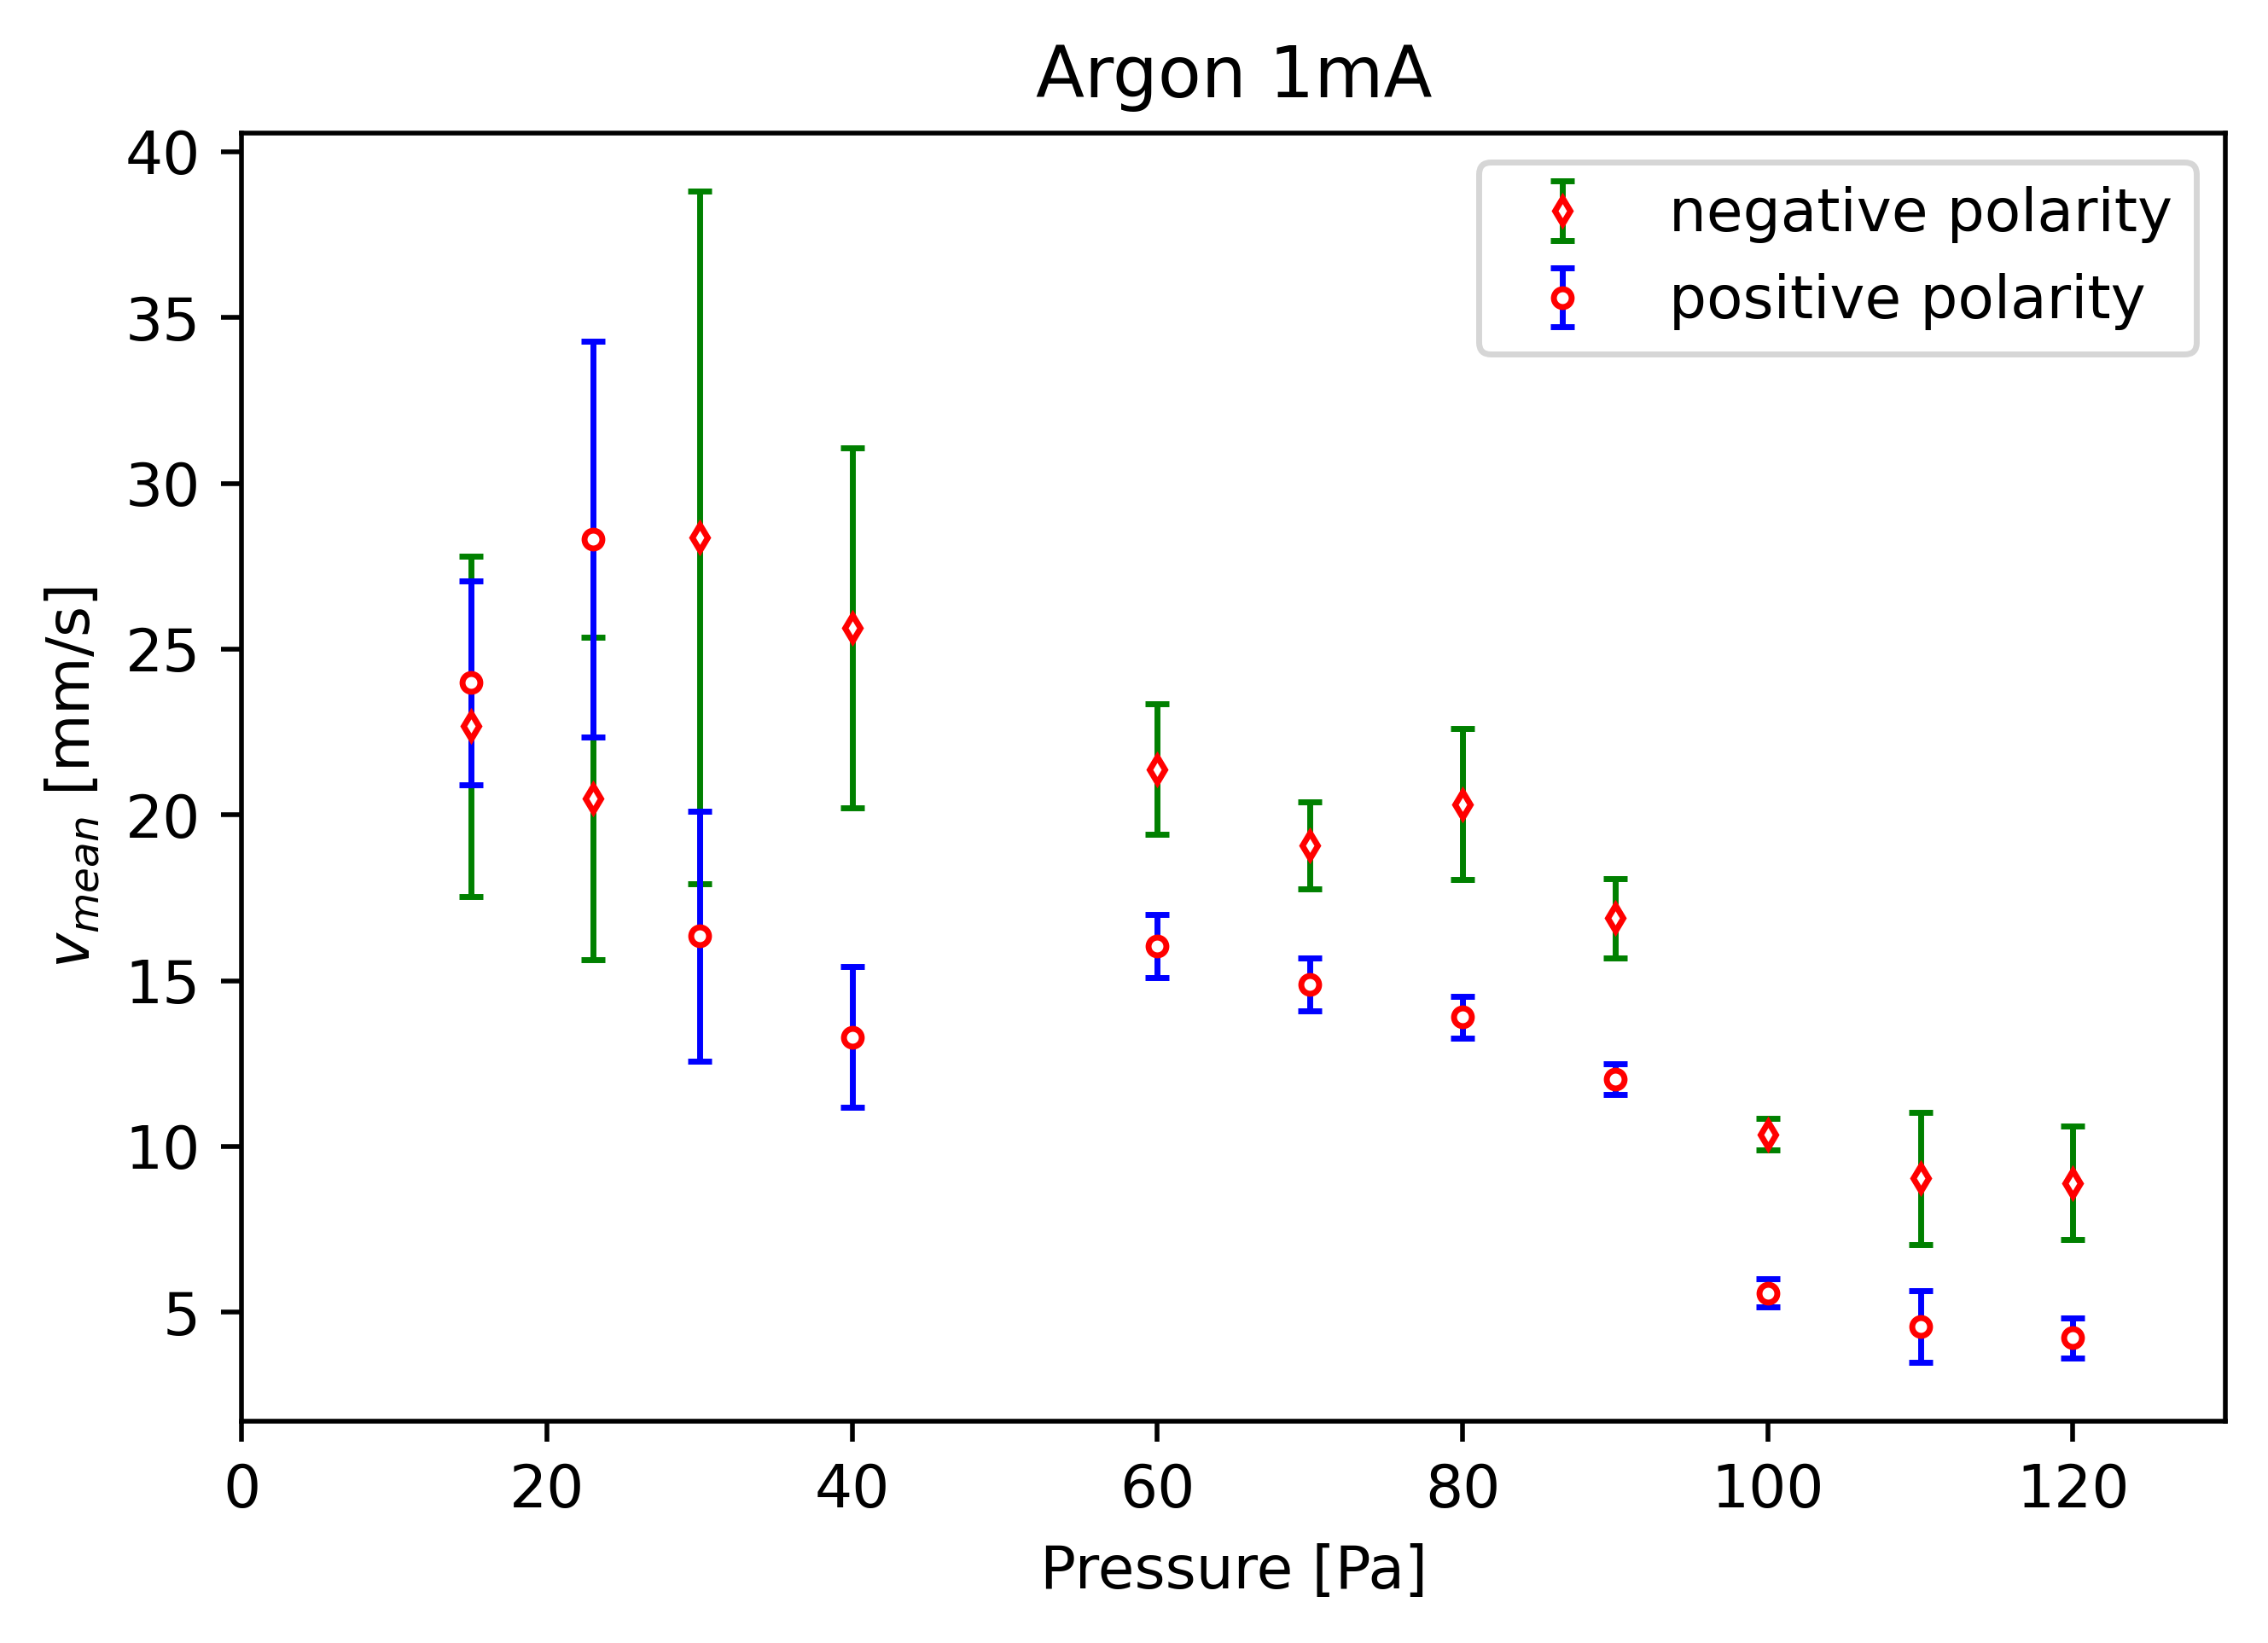 Argon 1mA
40
35
30
25
20
15
10
5
v_mean [mm/s]
negative polarity
positive polarity
0 20 40 60 80 100 120
Pressure [Pa]